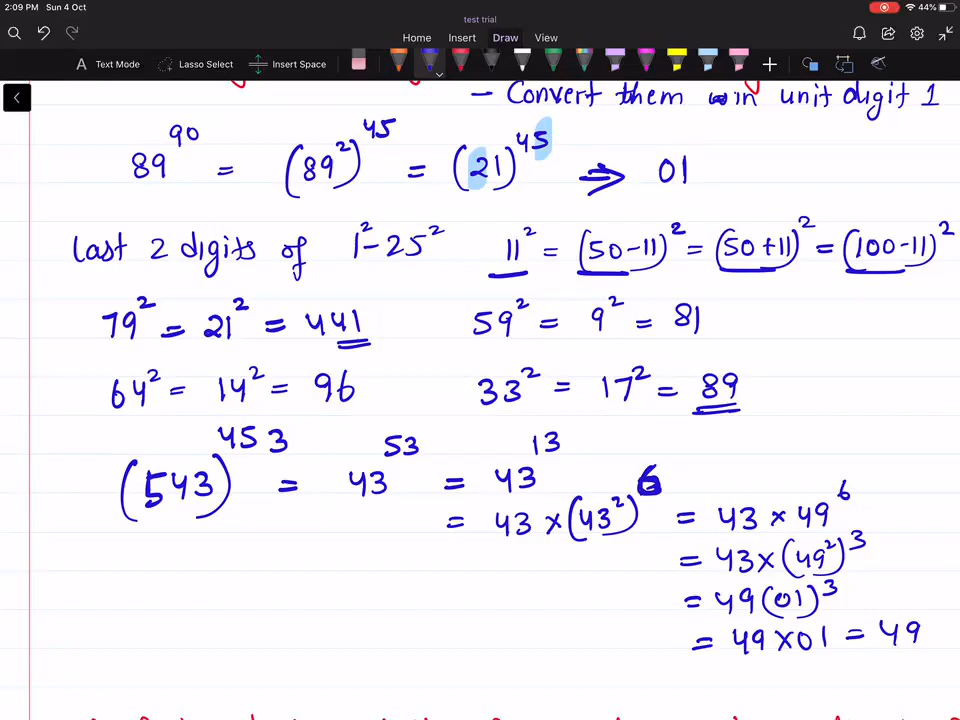 2:09 PM Sun 4 Oct 44%
test trial
Home Insert Draw View
A Text Mode Lasso Select Insert Space
– Convert them in unit digit 1
89^90 = (89^2)^45 = (21)^45 ⇒ 01
last 2 digits of 1^2 – 25^2 11^2 = (50-11)^2 = (50+11)^2 = (100-11)^2
79^2 = 21^2 = 441 59^2 = 9^2 = 81
64^2 = 14^2 = 96 33^2 = 17^2 = 89
(543)^453 = 43^53 = 43^13
= 43 × (43^2)^6 = 43 × 49^6
= 43 × (49^2)^3
= 49 (01)^3
= 49 × 01 = 49